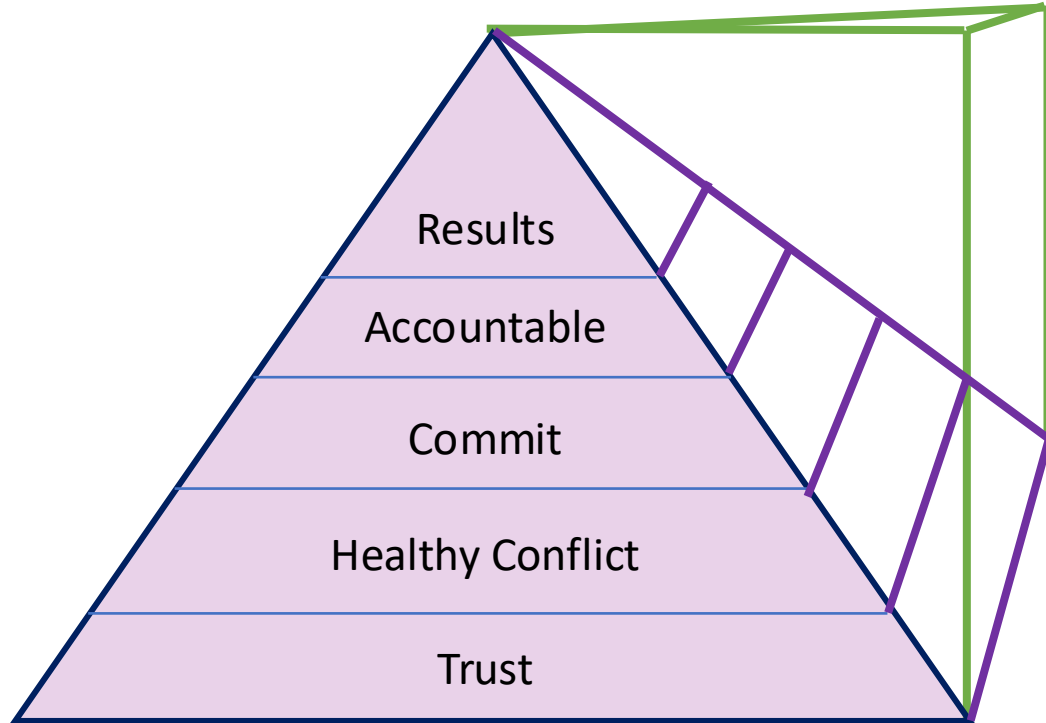 Results
Accountable
Commit
Healthy Conflict
Trust